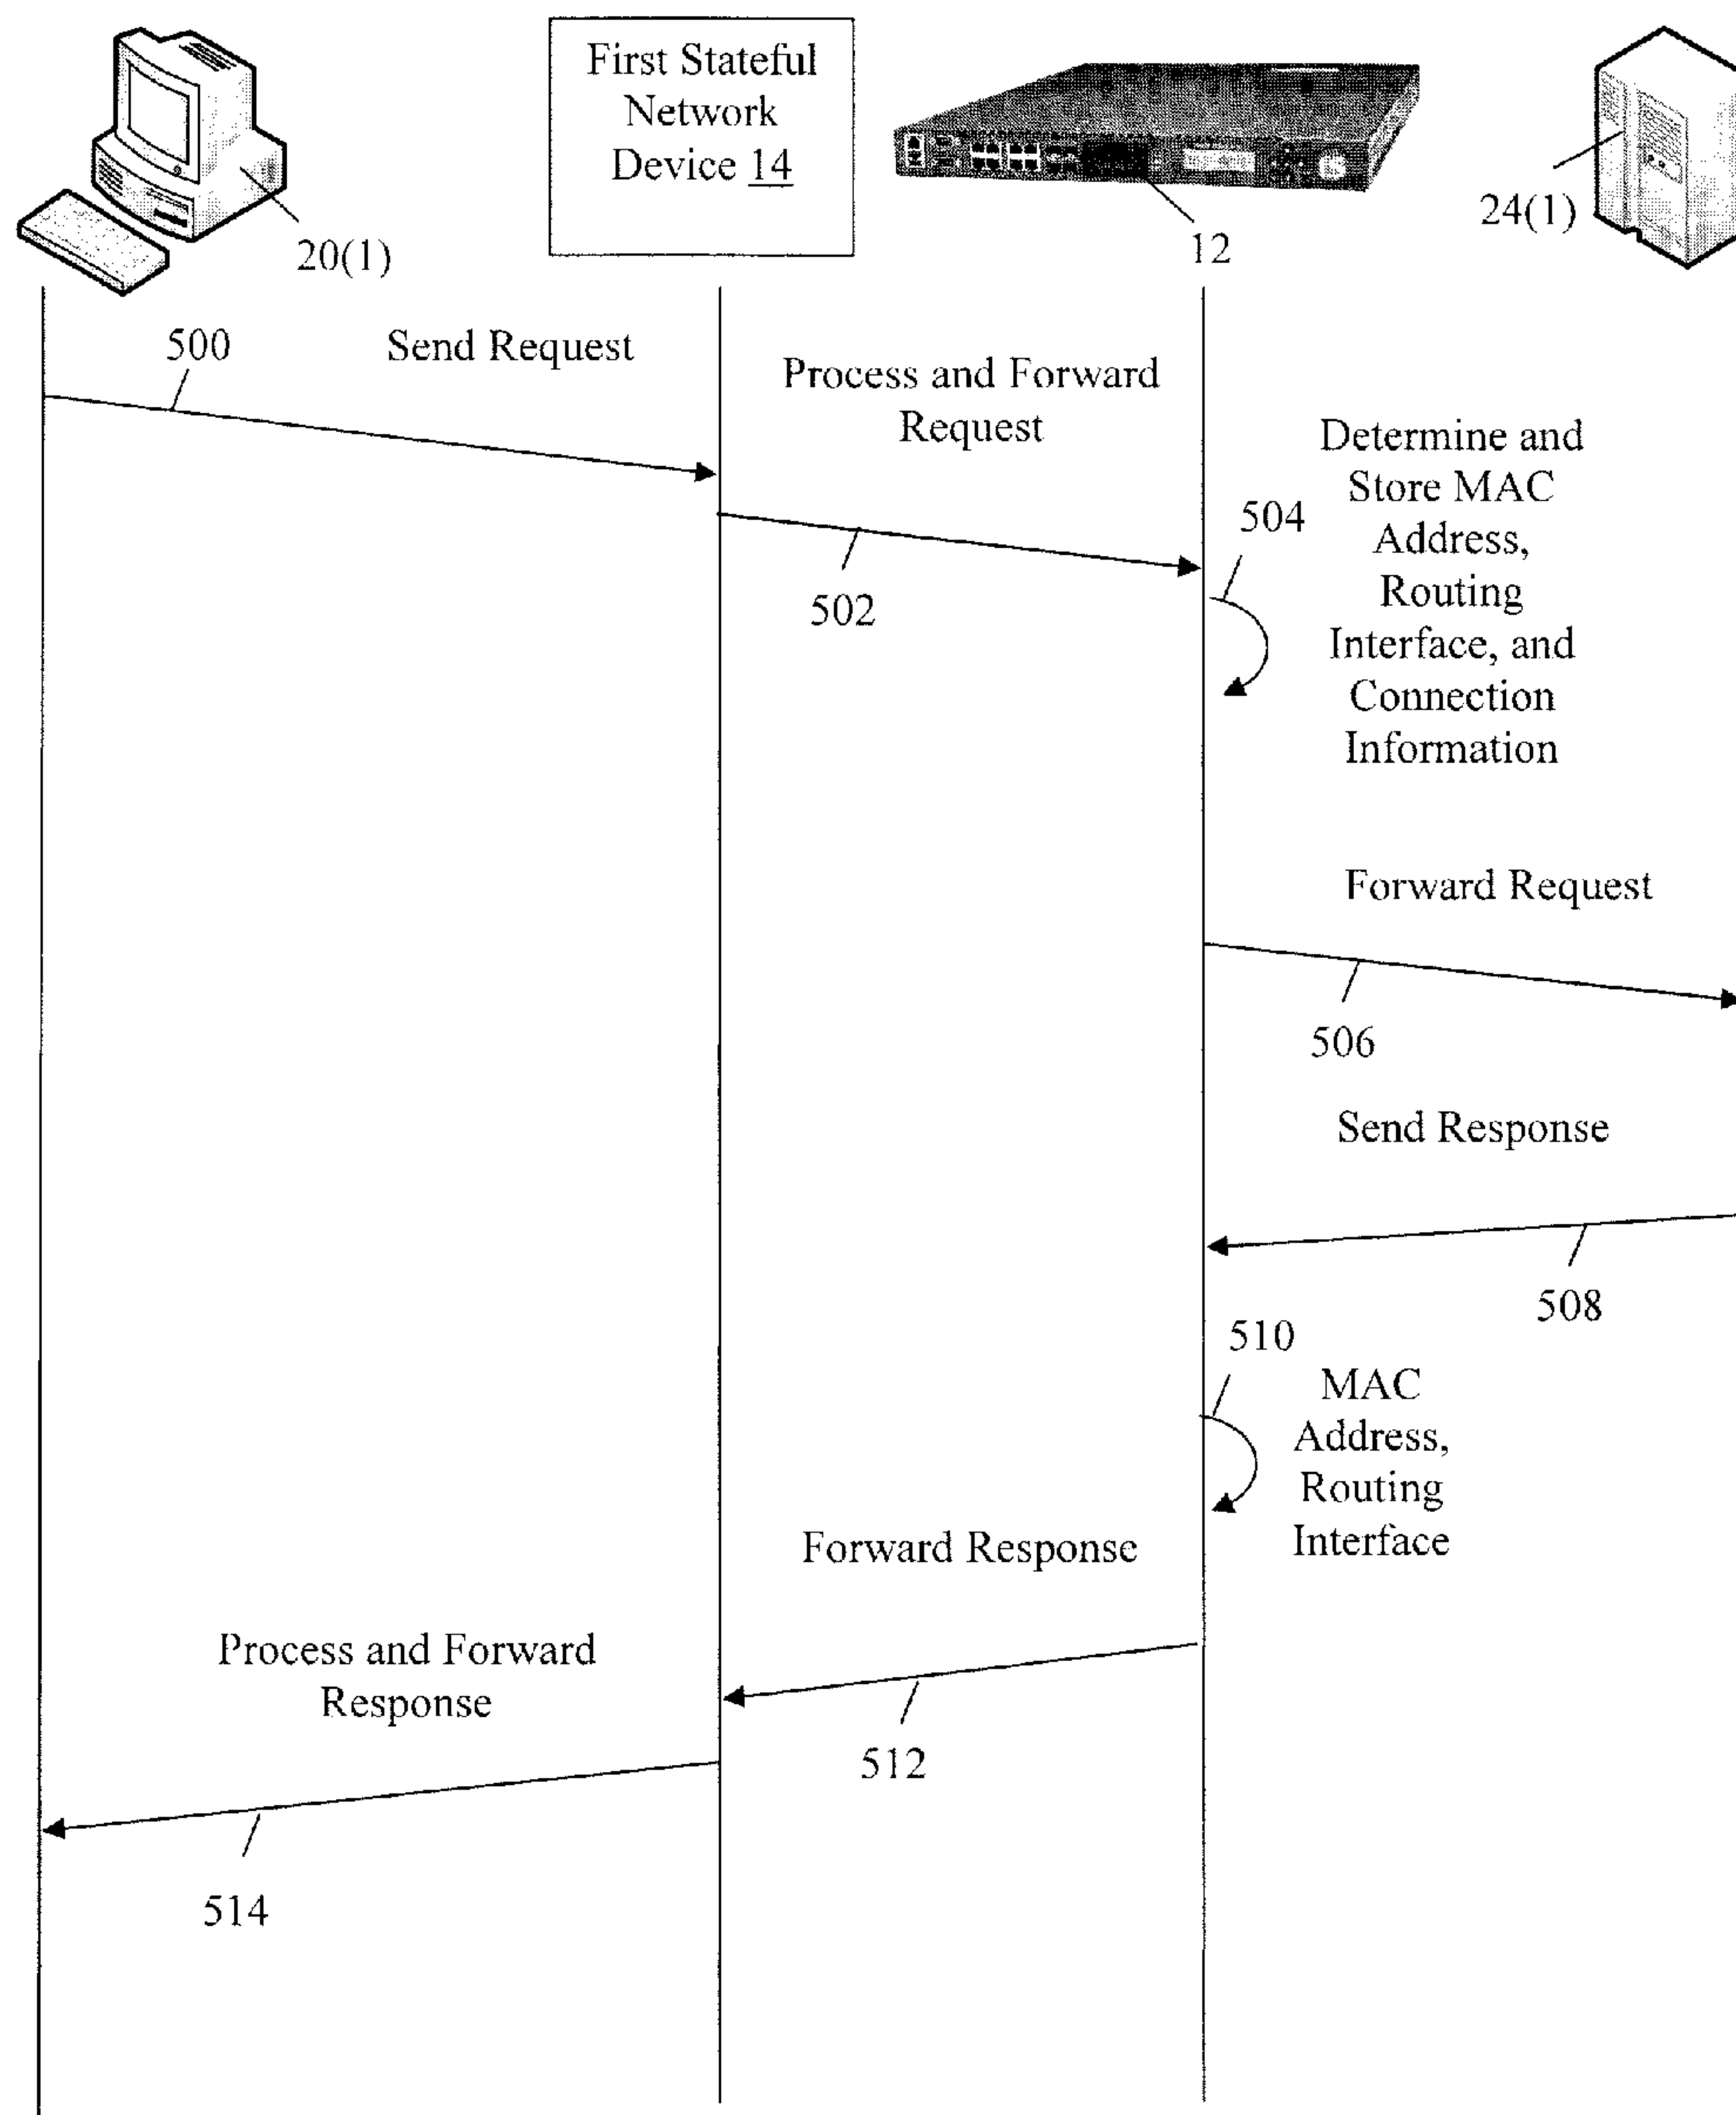 First Stateful
Network
Device 14
20(1)
12
24(1)
500
Send Request
Process and Forward
Request
502
504
Determine and
Store MAC
Address,
Routing
Interface, and
Connection
Information
Forward Request
506
Send Response
508
510
MAC
Address,
Routing
Interface
Forward Response
512
Process and Forward
Response
514